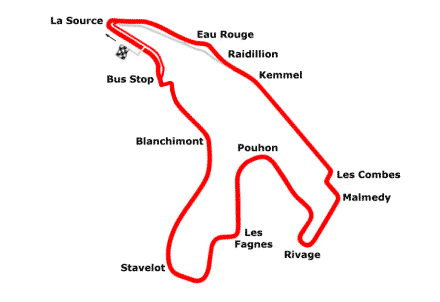 La Source
Eau Rouge
Raidillion
Kemmel
Bus Stop
Blanchimont
Pouhon
Les Combes
Malmedy
Les
Fagnes
Rivage
Stavelot